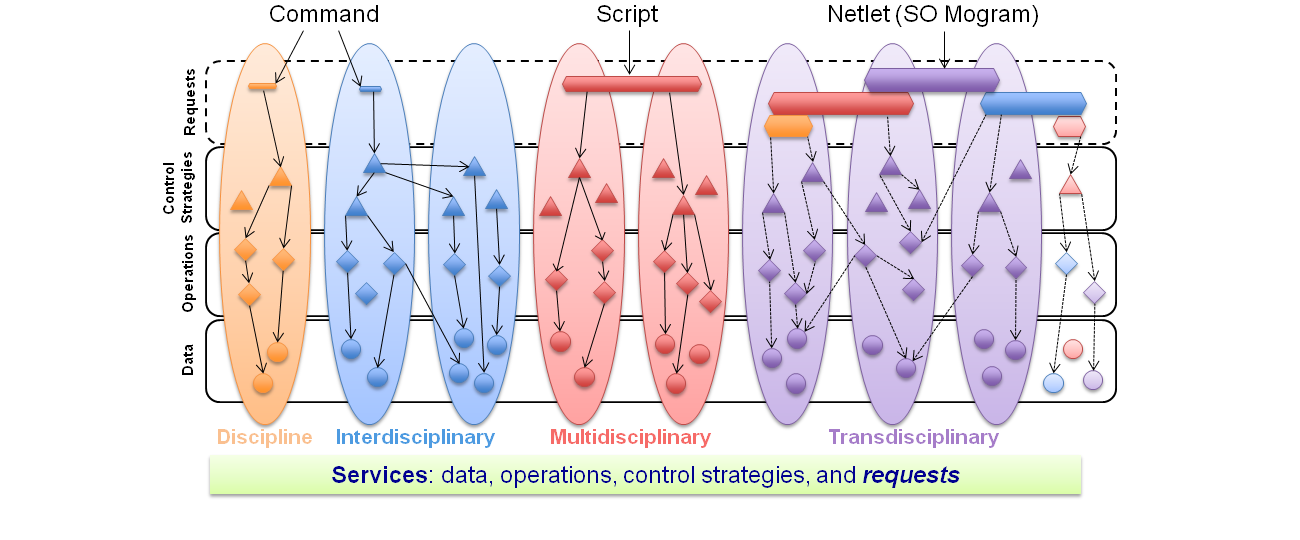 Command
Script
Netlet (SO Mogram)
Requests
Control
Strategies
Operations
Data
Discipline
Interdisciplinary
Multidisciplinary
Transdisciplinary
Services: data, operations, control strategies, and requests